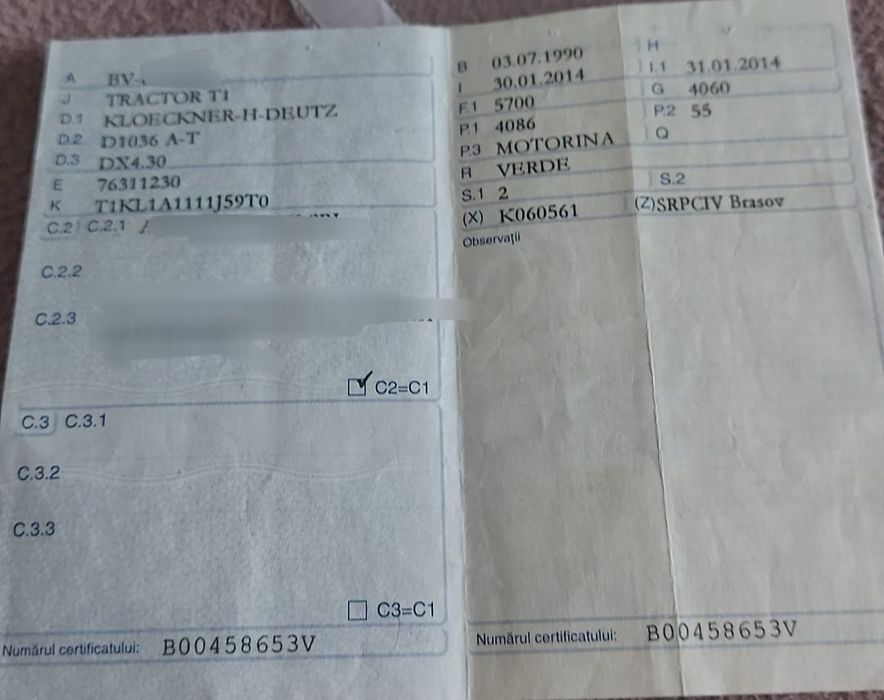 A BV-
J TRACTOR T1
D.1 KLOECKNER-H-DEUTZ
D.2 D1036 A-T
D.3 DX4.30
E 76311230
K T1KL1A1111J59T0
C.2 C.2.1
C.2.2
C.2.3
C2=C1
C.3 C.3.1
C.3.2
C.3.3
C3=C1
Numărul certificatului: B00458653V
B 03.07.1990 H
I 30.01.2014 I.1 31.01.2014
F.1 5700 G 4060
P.1 4086 P.2 55
P.3 MOTORINA Q
R VERDE
S.1 2 S.2
(X) K060561 (Z)SRPCIV Brasov
Observații
Numărul certificatului: B00458653V